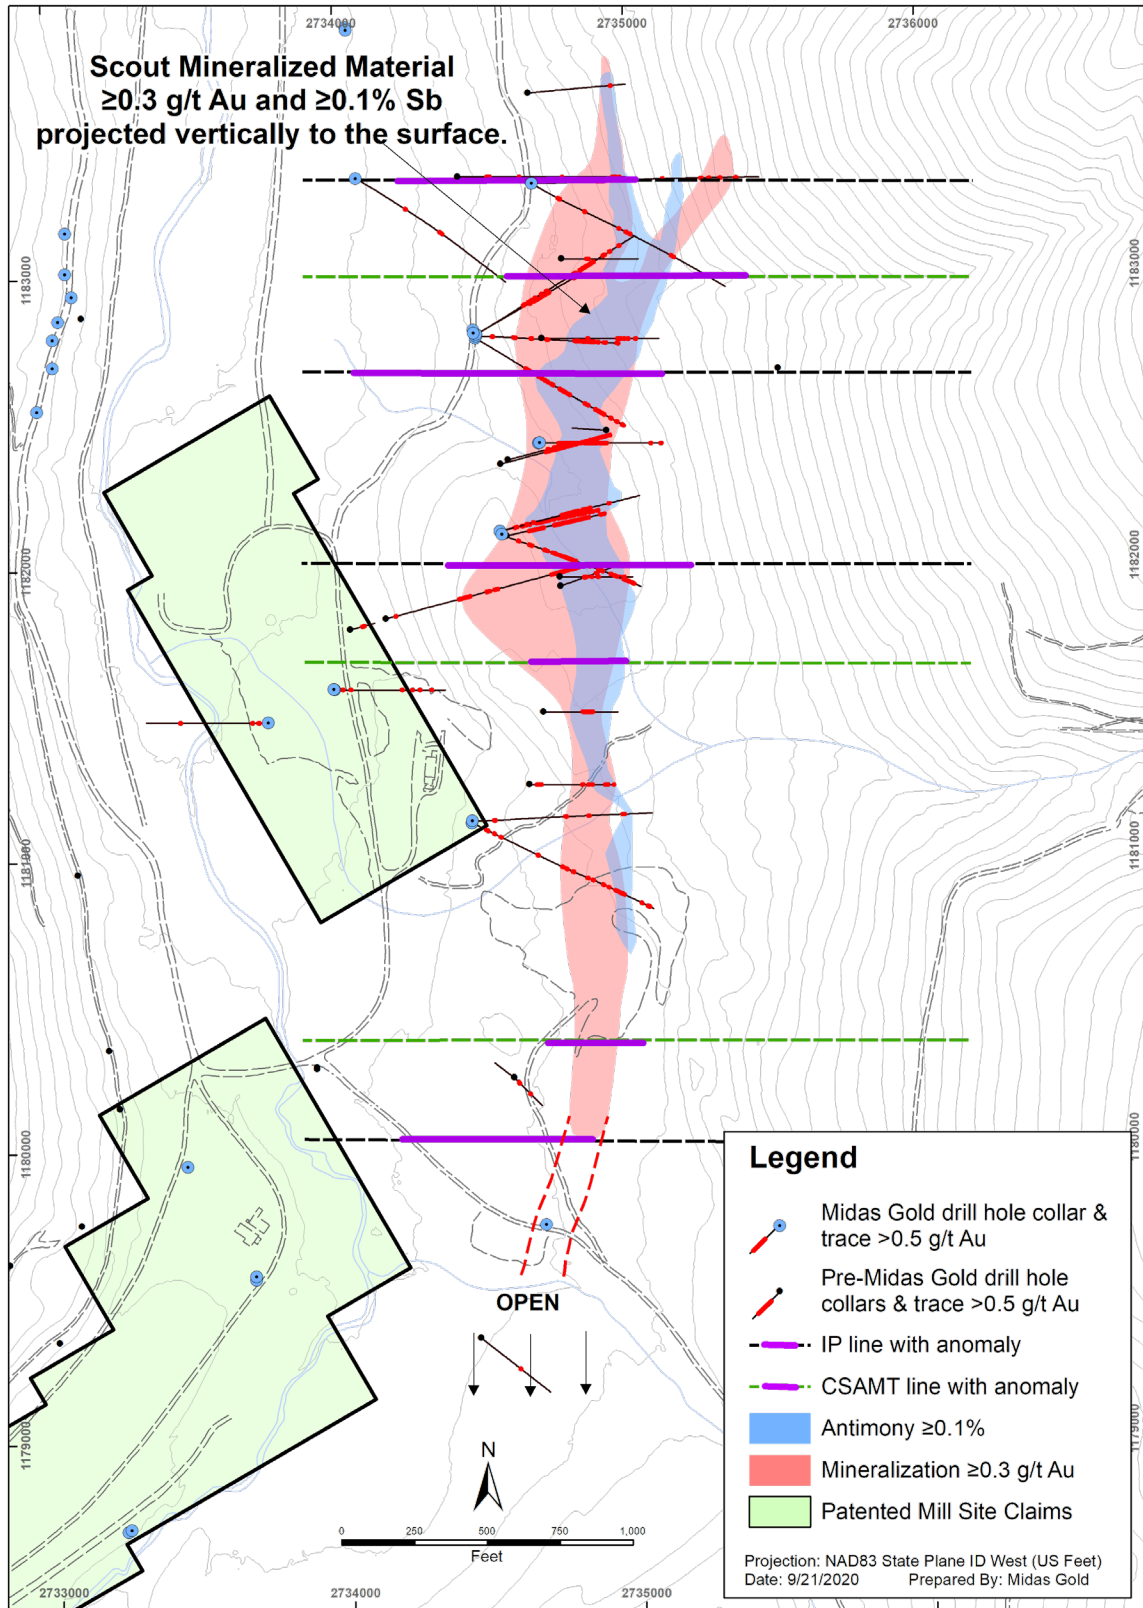 2734000
2735000
2736000
Scout Mineralized Material
≥0.3 g/t Au and ≥0.1% Sb
projected vertically to the surface.
1183000
1183000
1182000
1182000
1181000
1181000
1180000
1180000
OPEN
N
0
250
500
750
1,000
Feet
1179000
1179000
2733000
2734000
2735000
Legend
Midas Gold drill hole collar &
trace >0.5 g/t Au
Pre-Midas Gold drill hole
collars & trace >0.5 g/t Au
IP line with anomaly
CSAMT line with anomaly
Antimony ≥0.1%
Mineralization ≥0.3 g/t Au
Patented Mill Site Claims
Projection: NAD83 State Plane ID West (US Feet)
Date: 9/21/2020 Prepared By: Midas Gold